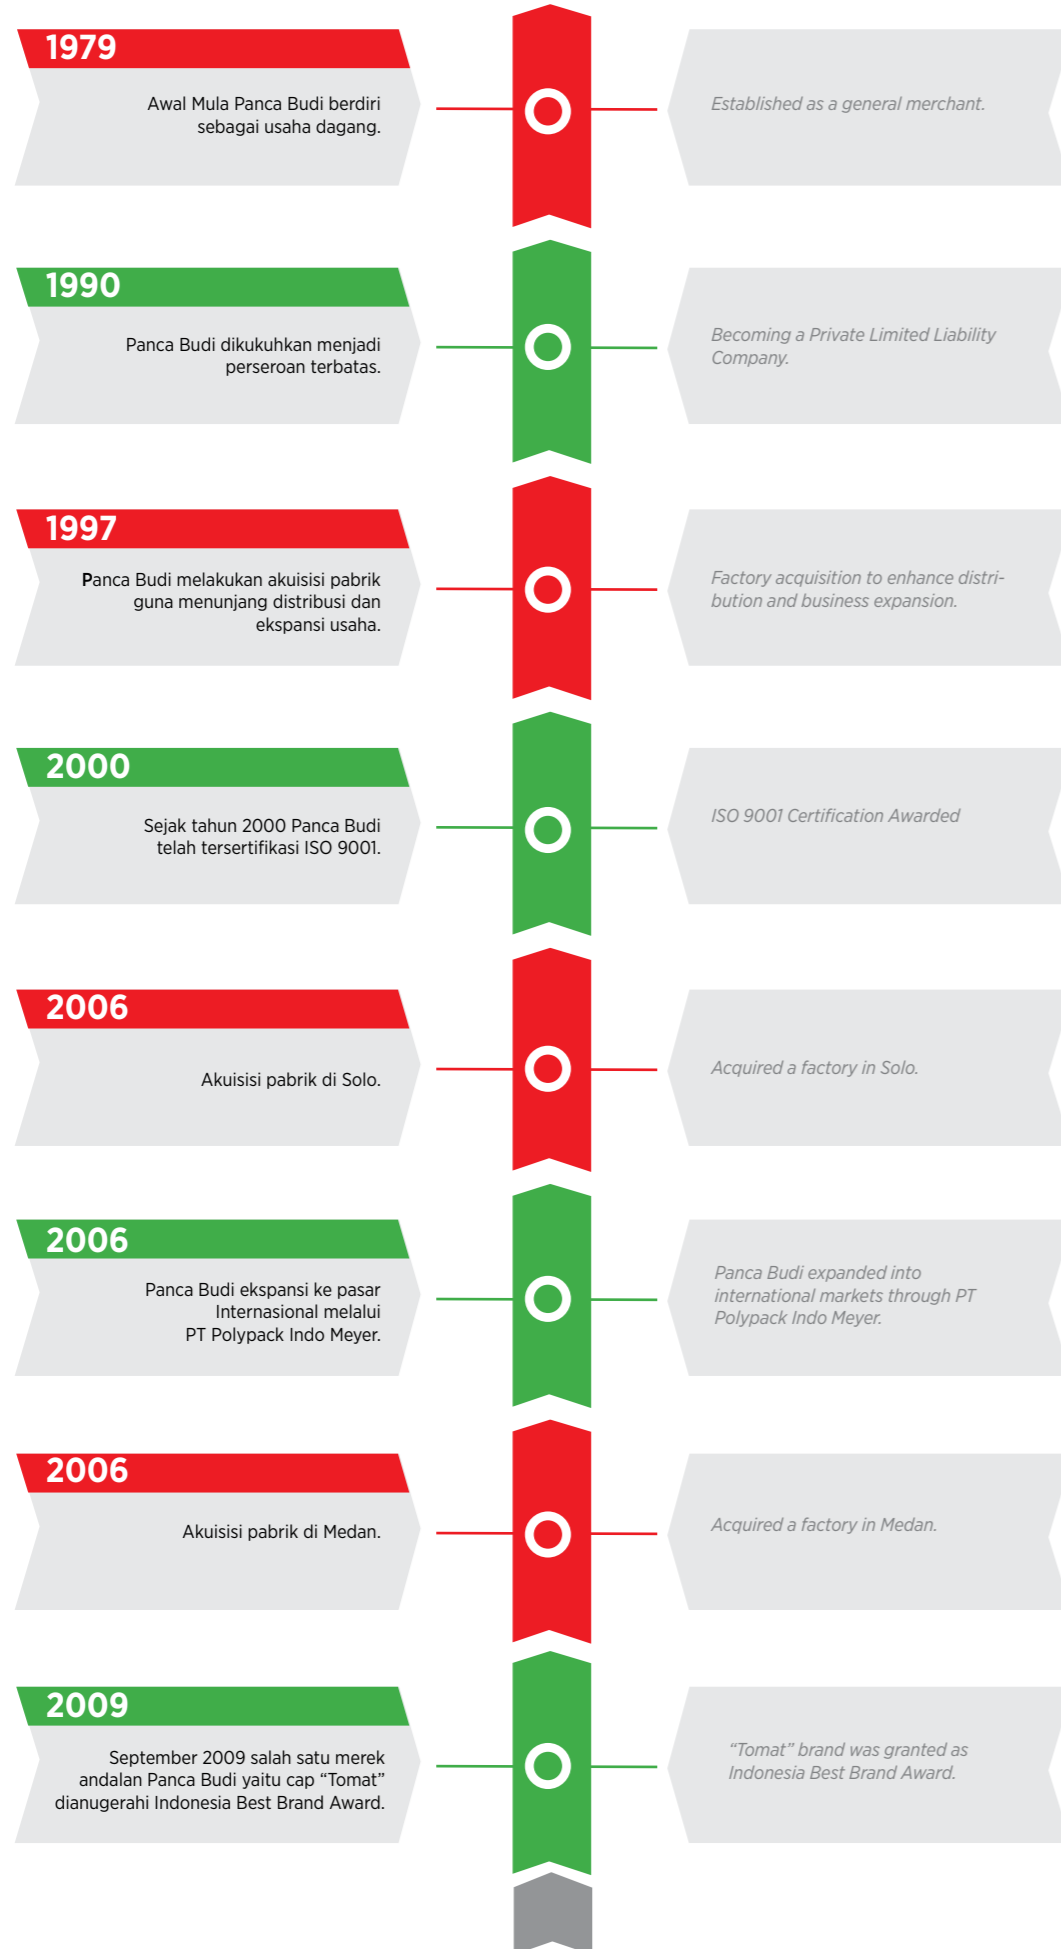 1979
Awal Mula Panca Budi berdiri
sebagai usaha dagang.
Established as a general merchant.
1990
Panca Budi dikukuhkan menjadi
perseroan terbatas.
Becoming a Private Limited Liability
Company.
1997
Panca Budi melakukan akuisisi pabrik
guna menunjang distribusi dan
ekspansi usaha.
Factory acquisition to enhance distri-
bution and business expansion.
2000
Sejak tahun 2000 Panca Budi
telah tersertifikasi ISO 9001.
ISO 9001 Certification Awarded
2006
Akuisisi pabrik di Solo.
Acquired a factory in Solo.
2006
Panca Budi ekspansi ke pasar
Internasional melalui
PT Polypack Indo Meyer.
Panca Budi expanded into
international markets through PT
Polypack Indo Meyer.
2006
Akuisisi pabrik di Medan.
Acquired a factory in Medan.
2009
September 2009 salah satu merek
andalan Panca Budi yaitu cap “Tomat”
dianugerahi Indonesia Best Brand Award.
“Tomat” brand was granted as
Indonesia Best Brand Award.